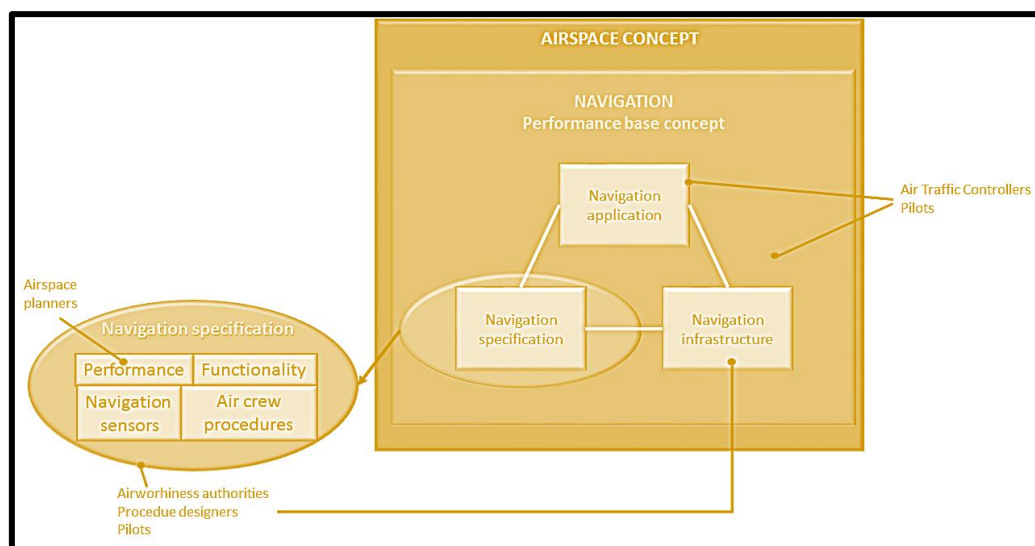 AIRSPACE CONCEPT
NAVIGATION
Performance base concept
Navigation
application
Air Traffic Controllers
Pilots
Navigation
specification
Navigation
infrastructure
Airspace
planners
Navigation specification
Performance
Functionality
Navigation
sensors
Air crew
procedures
Airworhiness authorities
Procedue designers
Pilots